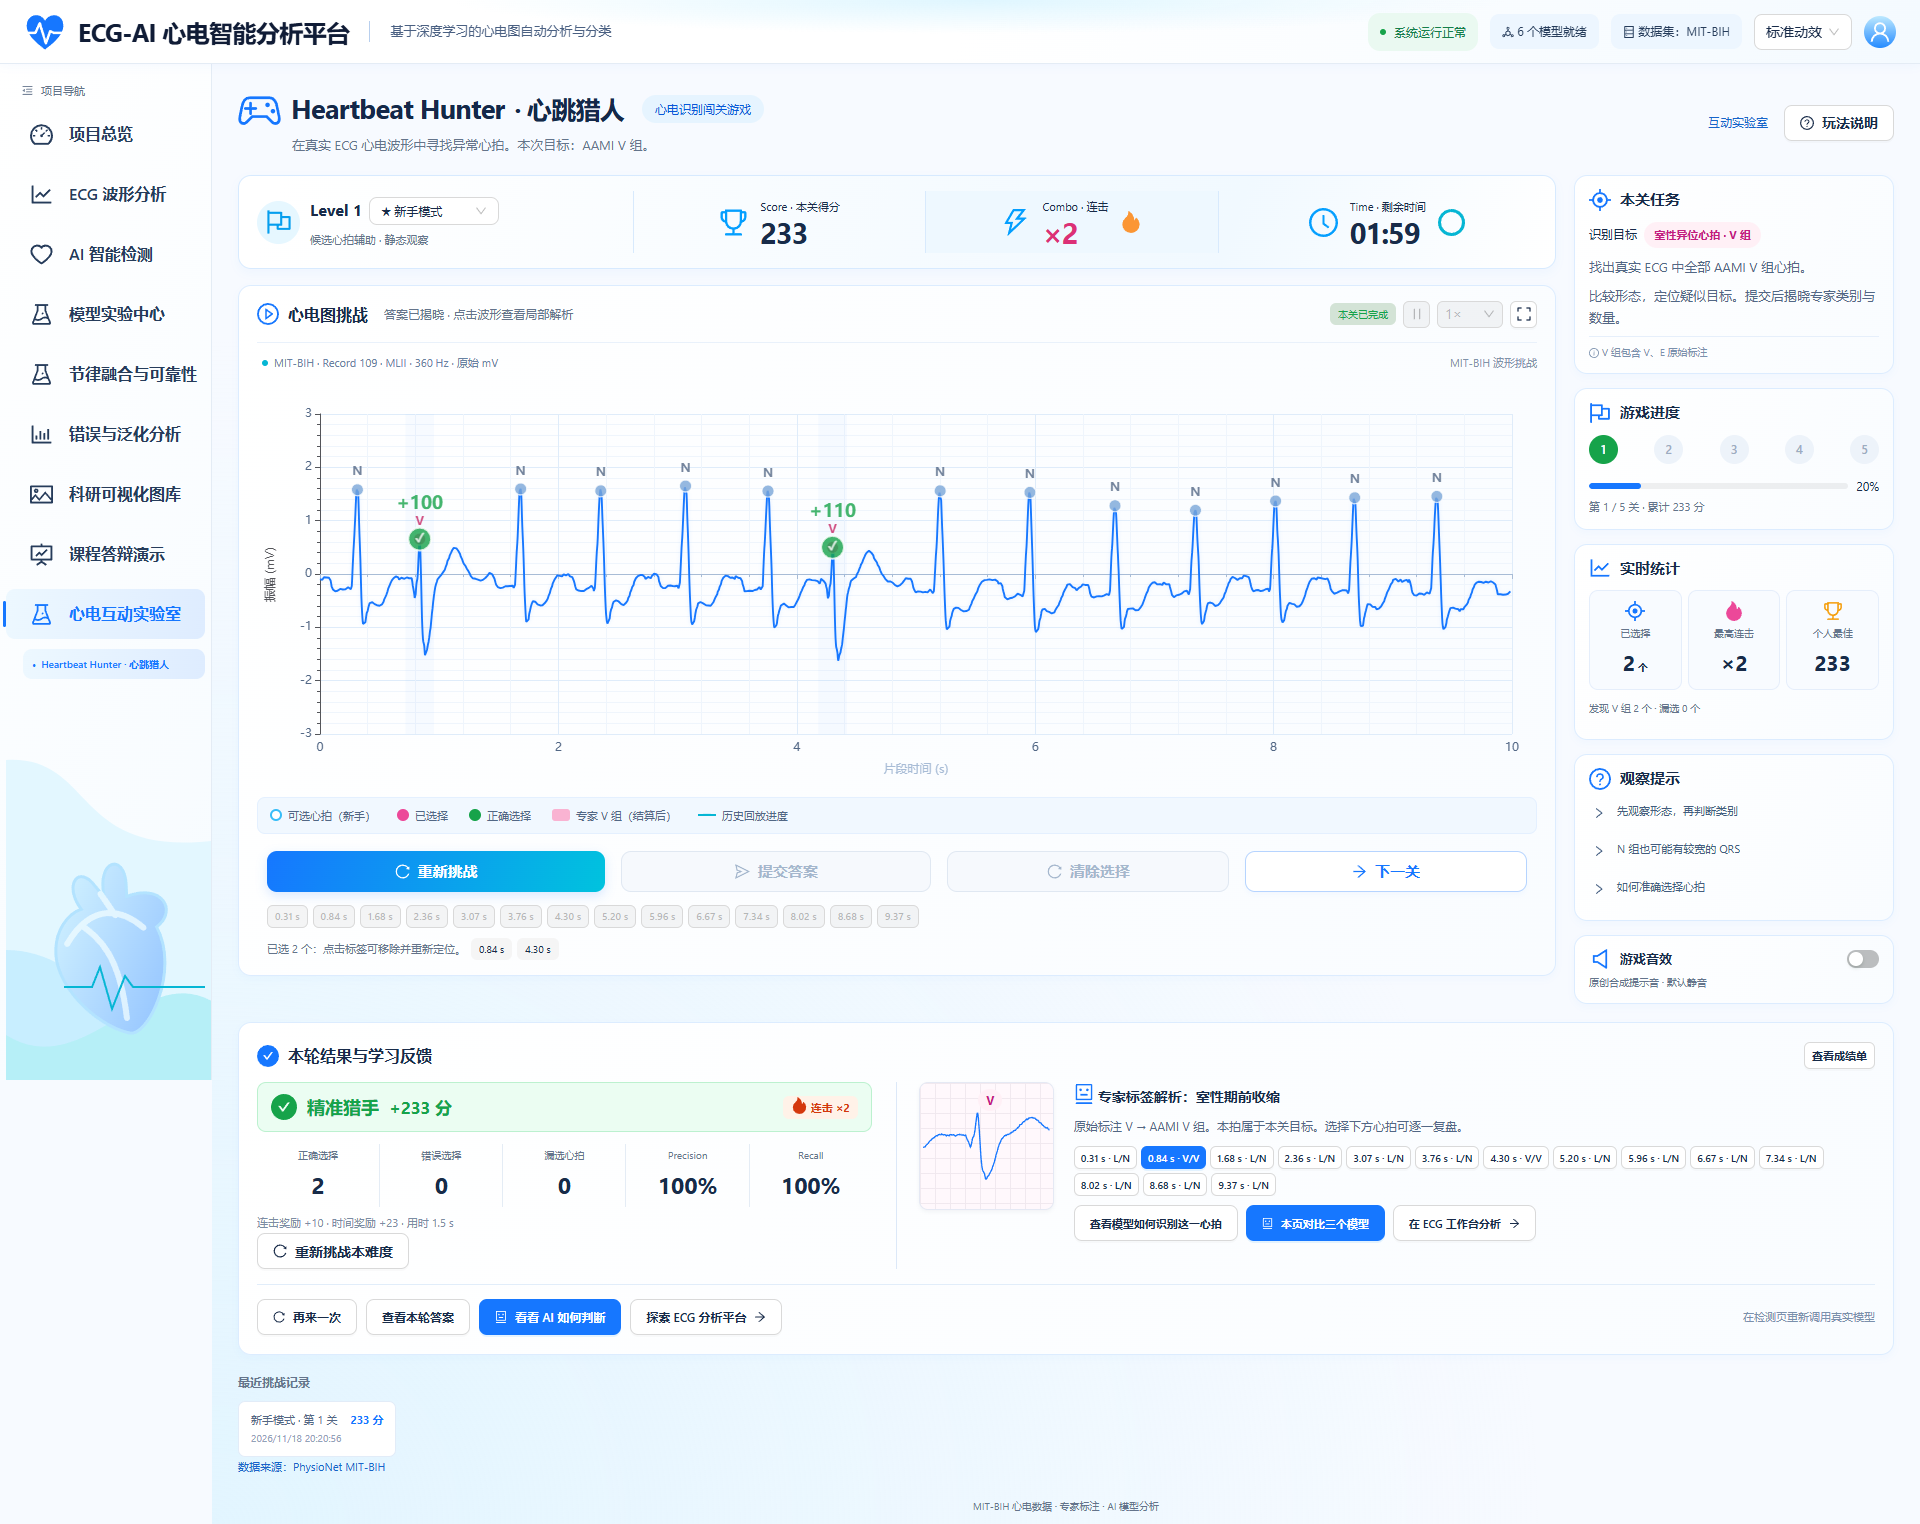 ECG-AI 心电智能分析平台
基于深度学习的心电图自动分析与分类
系统运行正常
6 个模型就绪
数据集：MIT-BIH
标准动效
项目导航
项目总览
ECG 波形分析
AI 智能检测
模型实验中心
节律融合与可靠性
错误与泛化分析
科研可视化图库
课程答辩演示
心电互动实验室
Heartbeat Hunter · 心跳猎人
Heartbeat Hunter · 心跳猎人
心电识别闯关游戏
在真实 ECG 心电波形中寻找异常心拍。本次目标：AAMI V 组。
互动实验室
玩法说明
Level 1
★ 新手模式
候选心拍辅助 · 静态观察
Score · 本关得分
233
Combo · 连击
×2
Time · 剩余时间
01:59
心电图挑战
答案已揭晓 · 点击波形查看局部解析
本关已完成
1×
MIT-BIH · Record 109 · MLII · 360 Hz · 原始 mV
MIT-BIH 波形挑战
振幅 (mV)
3
2
1
0
-1
-2
-3
N
+100
V
N
N
N
N
+110
V
N
N
N
N
N
N
N
0
2
4
6
8
10
片段时间 (s)
可选心拍（新手）
已选择
正确选择
专家 V 组（结算后）
历史回放进度
重新挑战
提交答案
清除选择
下一关
0.31 s
0.84 s
1.68 s
2.36 s
3.07 s
3.76 s
4.30 s
5.20 s
5.96 s
6.67 s
7.34 s
8.02 s
8.68 s
9.37 s
已选 2 个：点击标签可移除并重新定位。
0.84 s
4.30 s
本关任务
识别目标
室性异位心拍 · V 组
找出真实 ECG 中全部 AAMI V 组心拍。
比较形态，定位疑似目标。提交后揭晓专家类别与
数量。
V 组包含 V、E 原始标注
游戏进度
1
2
3
4
5
20%
第 1 / 5 关 · 累计 233 分
实时统计
已选择
2 个
最高连击
×2
个人最佳
233
发现 V 组 2 个 · 漏选 0 个
观察提示
先观察形态，再判断类别
N 组也可能有较宽的 QRS
如何准确选择心拍
游戏音效
原创合成提示音 · 默认静音
本轮结果与学习反馈
查看成绩单
精准猎手 +233 分
连击 ×2
正确选择
2
错误选择
0
漏选心拍
0
Precision
100%
Recall
100%
连击奖励 +10 · 时间奖励 +23 · 用时 1.5 s
重新挑战本难度
V
专家标签解析：室性期前收缩
原始标注 V → AAMI V 组。本拍属于本关目标。选择下方心拍可逐一复盘。
0.31 s · L/N
0.84 s · V/V
1.68 s · L/N
2.36 s · L/N
3.07 s · L/N
3.76 s · L/N
4.30 s · V/V
5.20 s · L/N
5.96 s · L/N
6.67 s · L/N
7.34 s · L/N
8.02 s · L/N
8.68 s · L/N
9.37 s · L/N
查看模型如何识别这一心拍
本页对比三个模型
在 ECG 工作台分析
再来一次
查看本轮答案
看看 AI 如何判断
探索 ECG 分析平台
在检测页重新调用真实模型
最近挑战记录
新手模式 · 第 1 关
233 分
2026/11/18 20:20:56
数据来源：PhysioNet MIT-BIH
MIT-BIH 心电数据 · 专家标注 · AI 模型分析